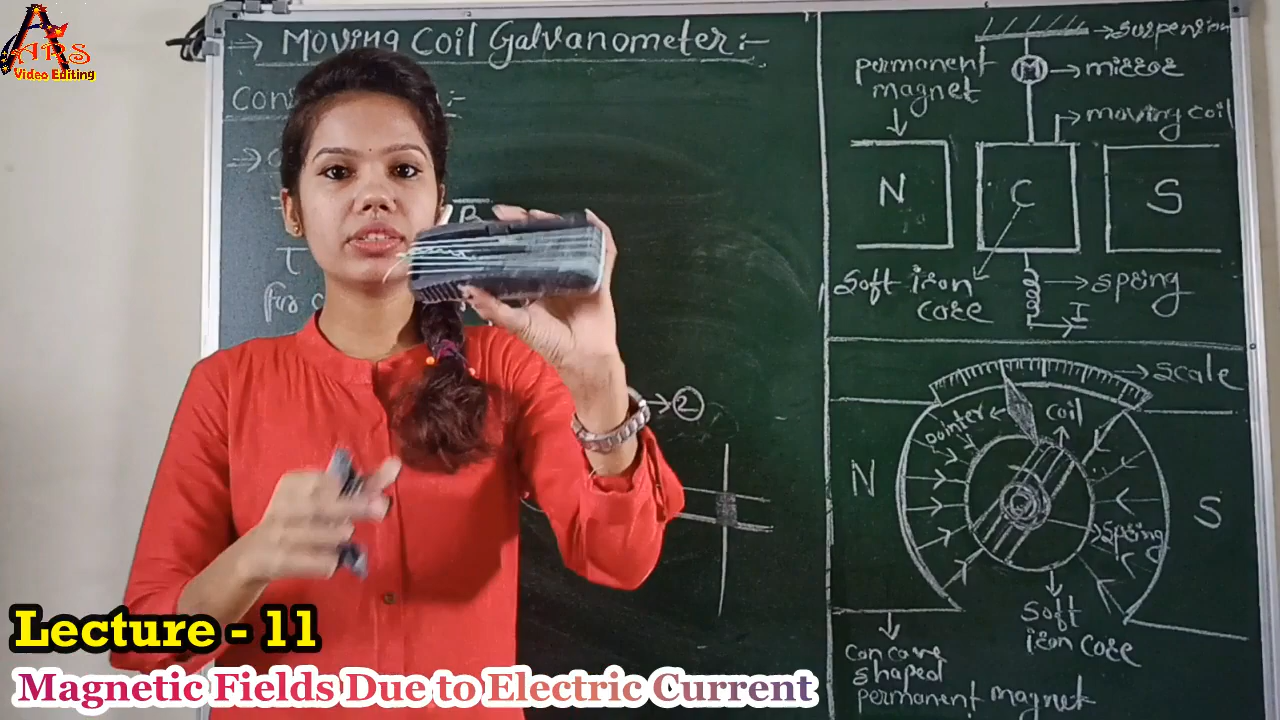 ARS
Video Editing
→ Moving Coil Galvanometer:-
τ
→ 2
permanent
magnet
→ suspension
M → mirror
→ moving coil
N
C
S
Soft iron
core
→ spring
I
→ scale
pointer
coil
N
S
→ spring
soft
iron core
concave
shaped
permanent magnet
Lecture - 11
Magnetic Fields Due to Electric Current